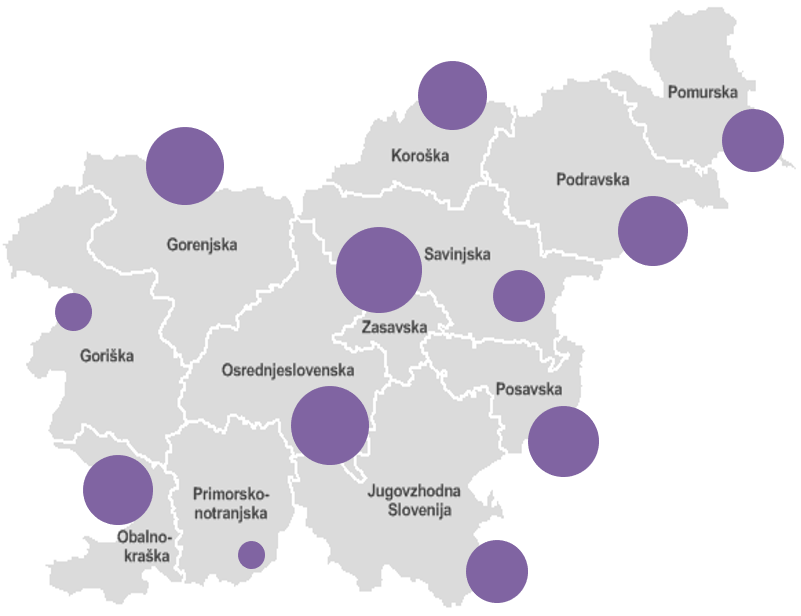 Pomurska
Koroška
Podravska
Gorenjska
Savinjska
Zasavska
Goriška
Osrednjeslovenska
Posavska
Primorsko-
notranjska
Jugovzhodna
Slovenija
Obalno-
kraška